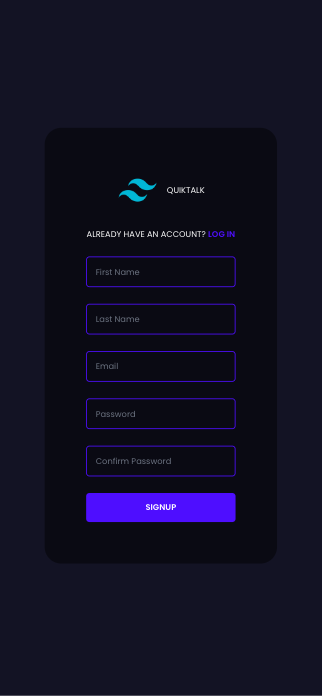 QUIKTALK
ALREADY HAVE AN ACCOUNT? LOG IN
First Name
Last Name
Email
Password
Confirm Password
SIGNUP